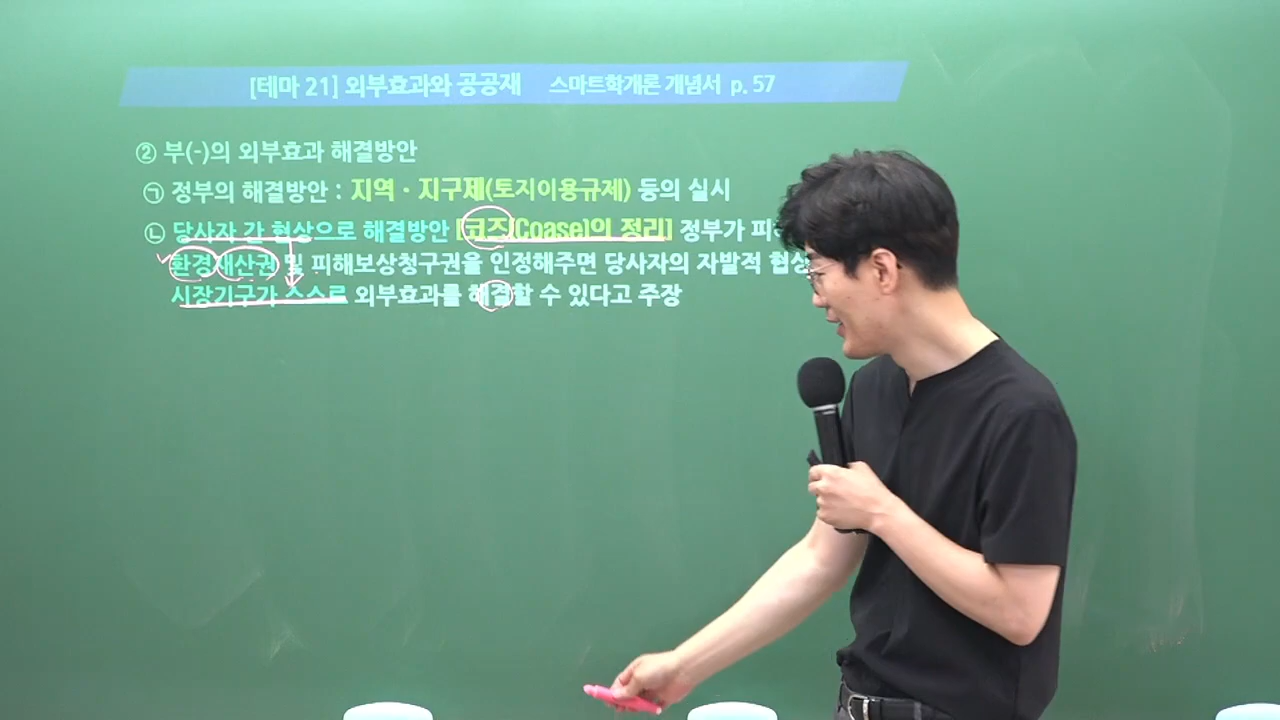 [테마 21] 외부효과와 공공재 스마트학개론 개념서 p. 57
② 부(-)의 외부효과 해결방안
㉠ 정부의 해결방안 : 지역·지구제(토지이용규제) 등의 실시
㉡ 당사자 간 협상으로 해결방안 [코즈(Coase)의 정리] 정부가
환경재산권 및 피해보상청구권을 인정해주면 당사자의 자발적 협상
시장기구가 스스로 외부효과를 해결할 수 있다고 주장